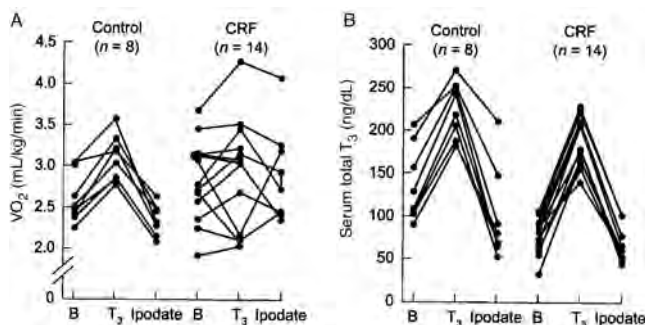 A
Control
(n = 8)
CRF
(n = 14)
VO2 (mL/kg/min)
4.5
4.0
3.5
3.0
2.5
2.0
0
B
T3
Ipodate
B
T3
Ipodate
B
Control
(n = 8)
CRF
(n = 14)
Serum total T3 (ng/dL)
300
250
200
150
100
50
0
B
T3
Ipodate
B
T3
Ipodate